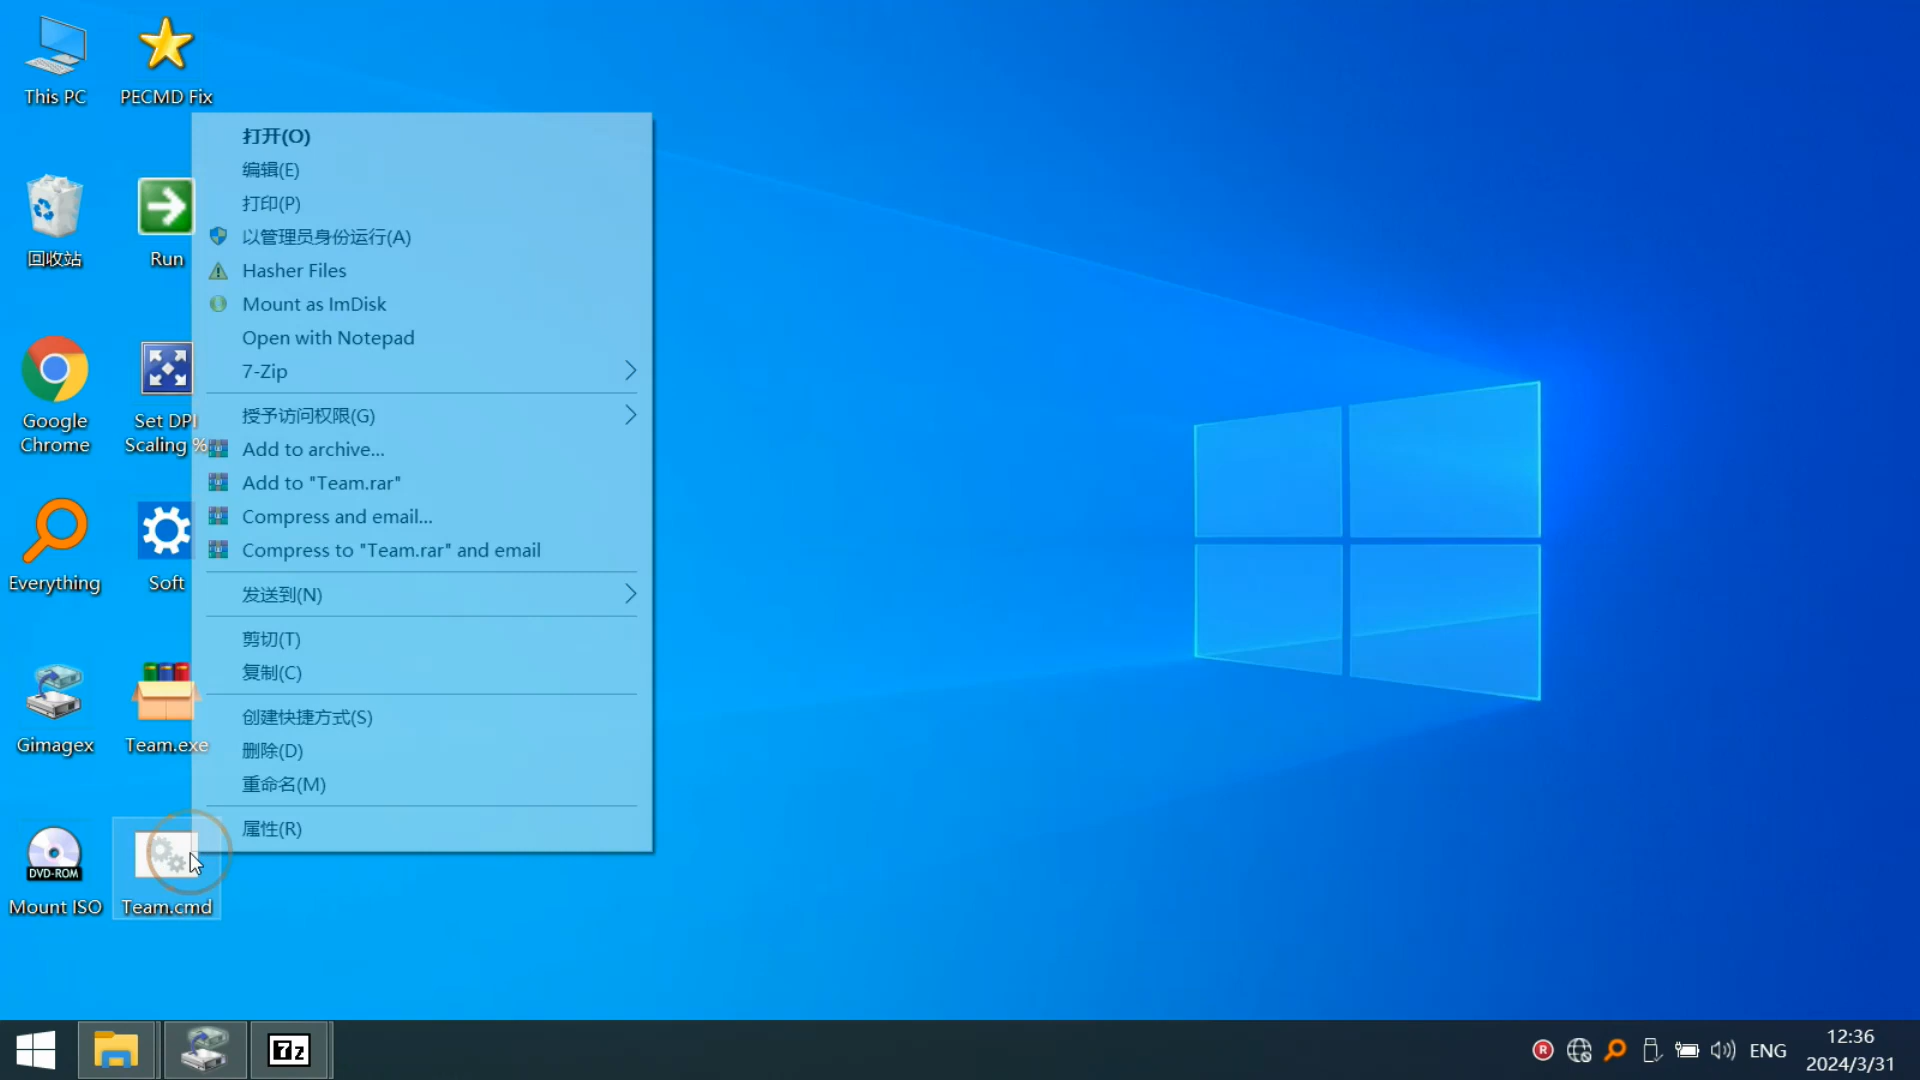 This PC
PECMD Fix
回收站
Run
Google
Chrome
Set DPI
Scaling %
Everything
Soft
Gimagex
Team.exe
DVD-ROM
Mount ISO
Team.cmd
打开(O)
编辑(E)
打印(P)
以管理员身份运行(A)
Hasher Files
Mount as ImDisk
Open with Notepad
7-Zip
授予访问权限(G)
Add to archive...
Add to "Team.rar"
Compress and email...
Compress to "Team.rar" and email
发送到(N)
剪切(T)
复制(C)
创建快捷方式(S)
删除(D)
重命名(M)
属性(R)
7z
R
ENG
12:36
2024/3/31